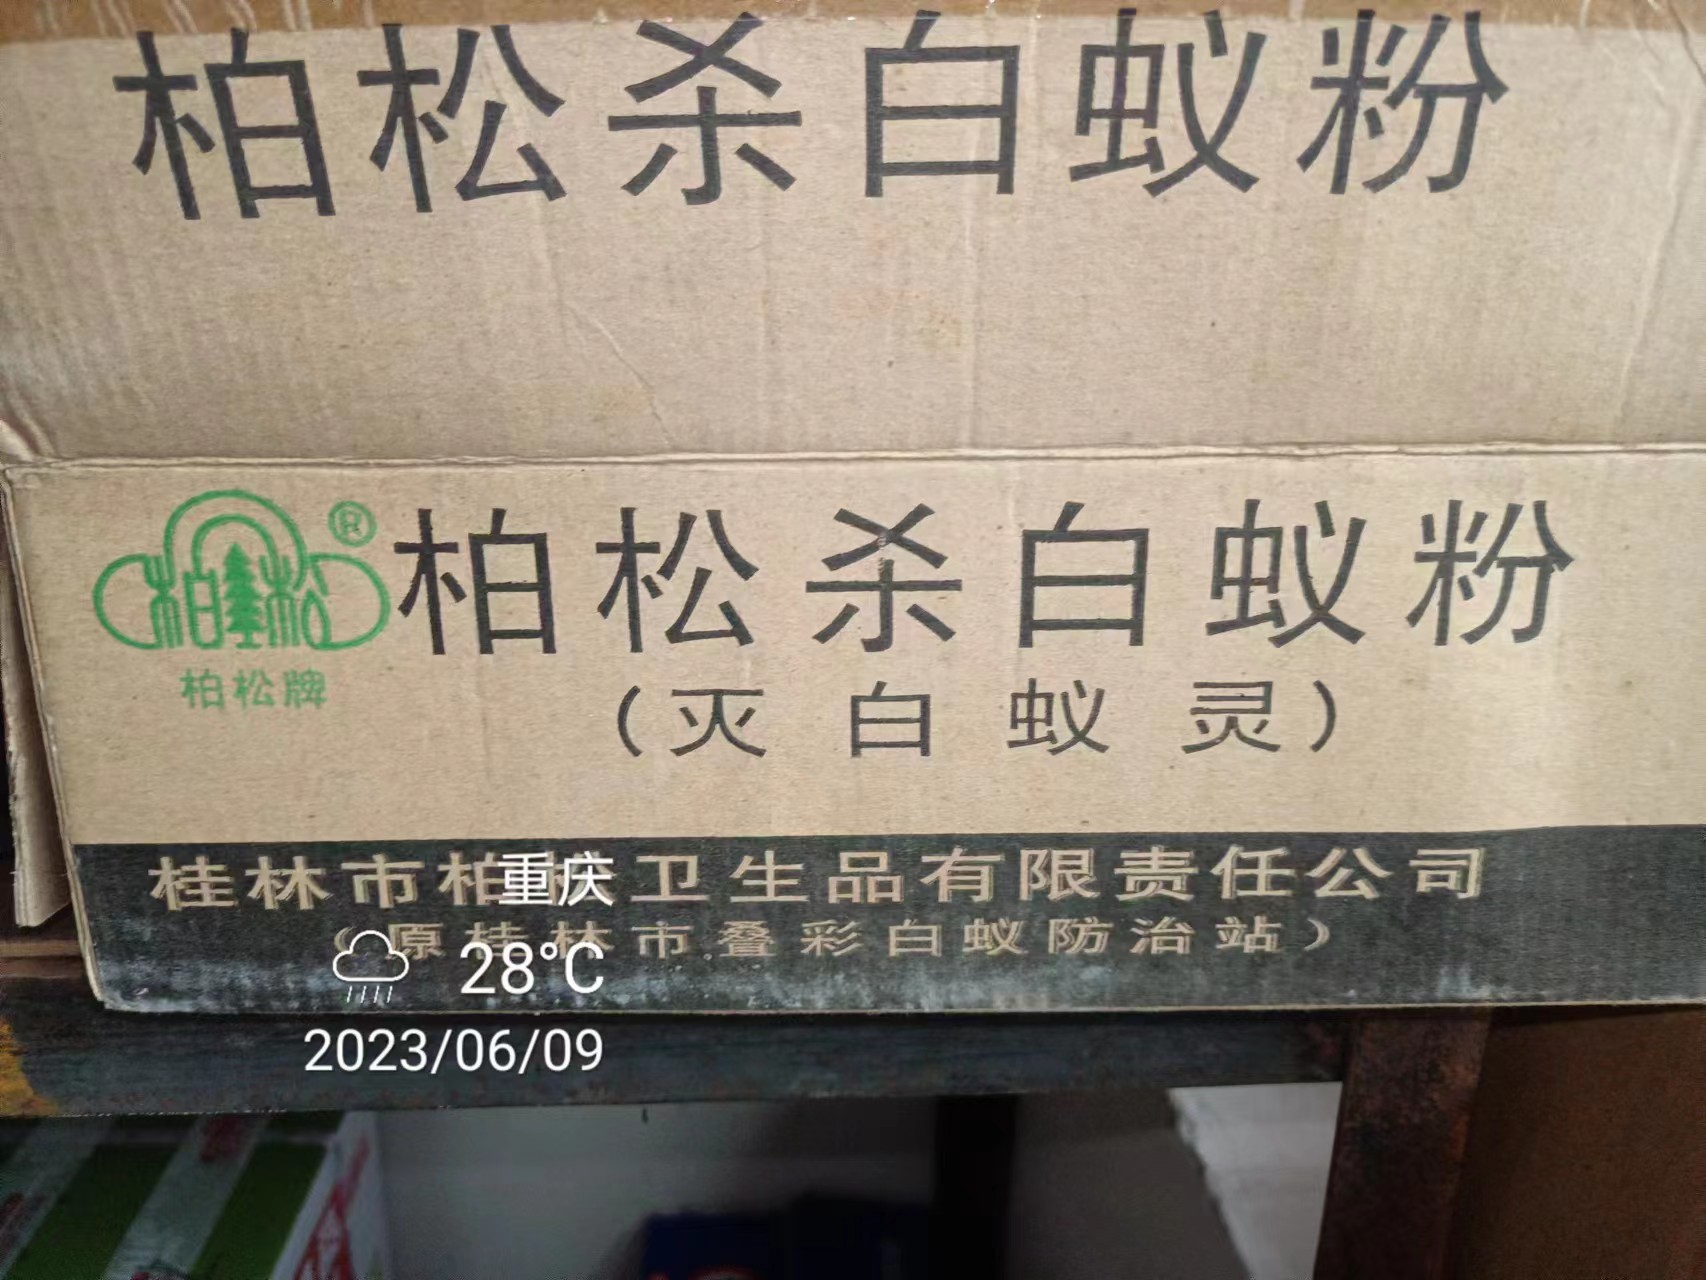 柏松杀白蚁粉
柏松
®
柏松杀白蚁粉
柏松牌
(灭白蚁灵)
桂林市柏 卫生品有限责任公司
重庆
(原桂林市叠彩白蚁防治站)
28°C
2023/06/09